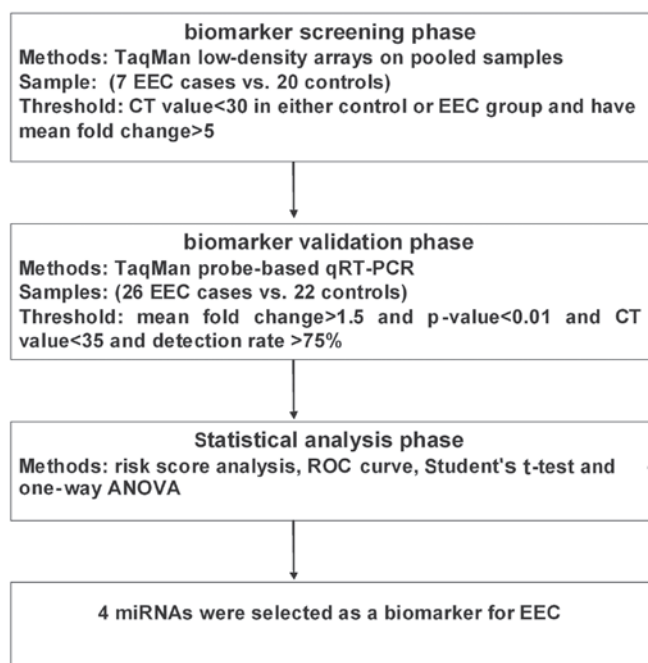 biomarker screening phase
Methods: TaqMan low-density arrays on pooled samples
Sample: (7 EEC cases vs. 20 controls)
Threshold: CT value<30 in either control or EEC group and have
mean fold change>5
biomarker validation phase
Methods: TaqMan probe-based qRT-PCR
Samples: (26 EEC cases vs. 22 controls)
Threshold: mean fold change>1.5 and p-value<0.01 and CT
value<35 and detection rate >75%
Statistical analysis phase
Methods: risk score analysis, ROC curve, Student's t-test and
one-way ANOVA
4 miRNAs were selected as a biomarker for EEC